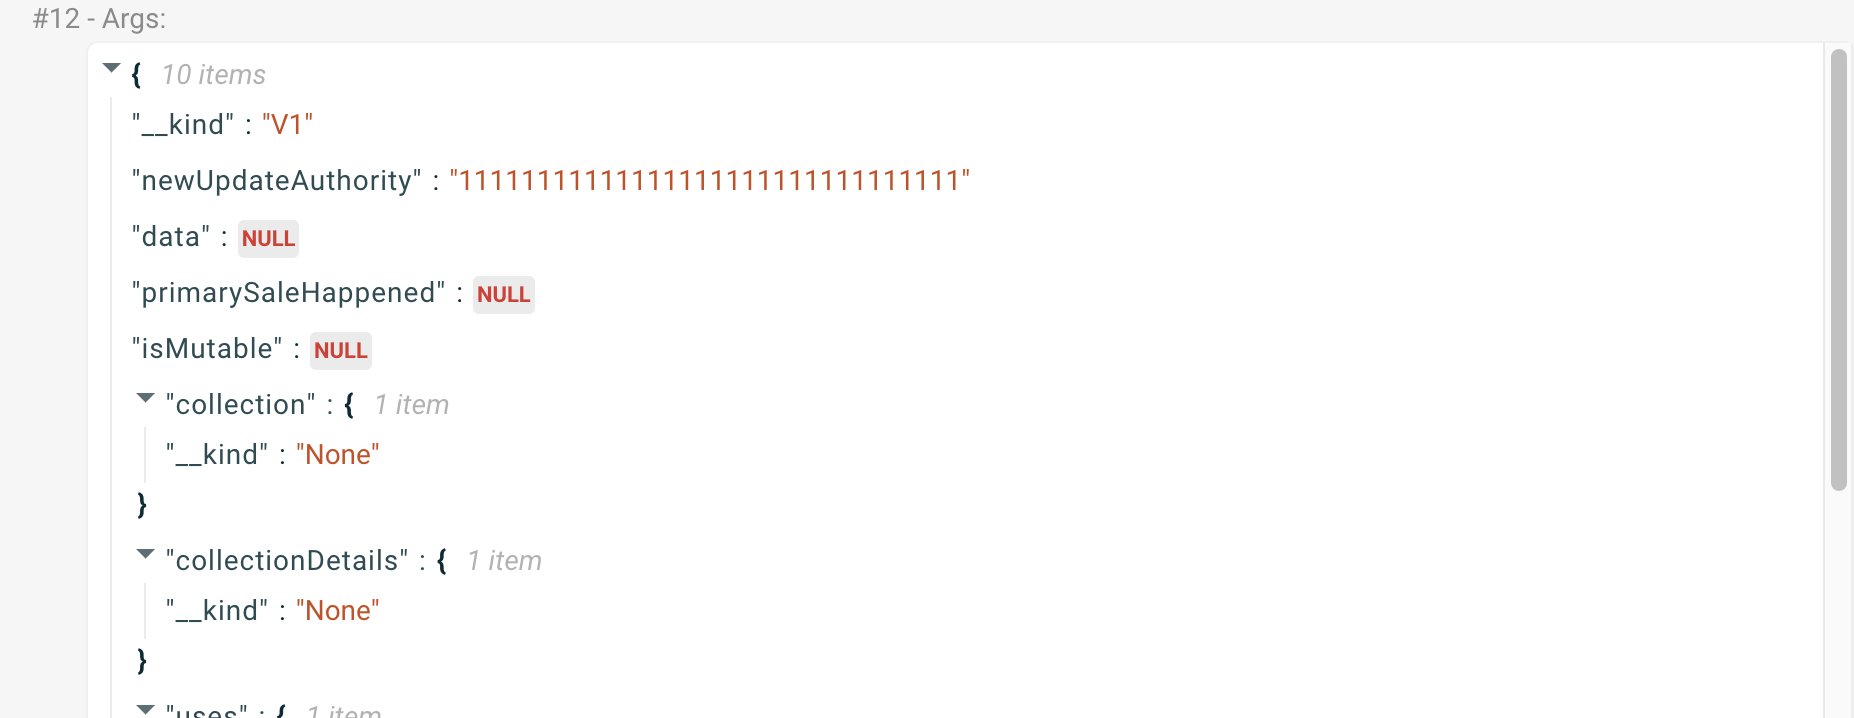 #12 - Args:
{ 10 items
"__kind" : "V1"
"newUpdateAuthority" : "11111111111111111111111111111111"
"data" : NULL
"primarySaleHappened" : NULL
"isMutable" : NULL
"collection" : { 1 item
"__kind" : "None"
}
"collectionDetails" : { 1 item
"__kind" : "None"
}
"uses" : { 1 item